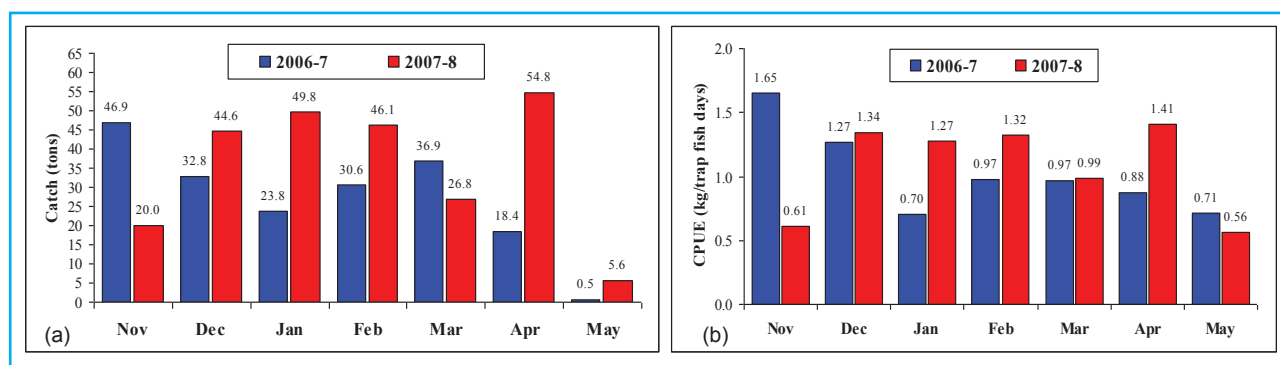 65
60
55
50
45
40
35
30
25
20
15
10
5
0
Catch (tons)
2006-7 2007-8
46.9 20.0 32.8 44.6 23.8 49.8 30.6 46.1 36.9 26.8 18.4 54.8 0.5 5.6
Nov Dec Jan Feb Mar Apr May
(a)
2.0
1.5
1.0
0.5
0.0
CPUE (kg/trap fish days)
2006-7 2007-8
1.65 0.61 1.27 1.34 0.70 1.27 0.97 1.32 0.97 0.99 0.88 1.41 0.71 0.56
Nov Dec Jan Feb Mar Apr May
(b)